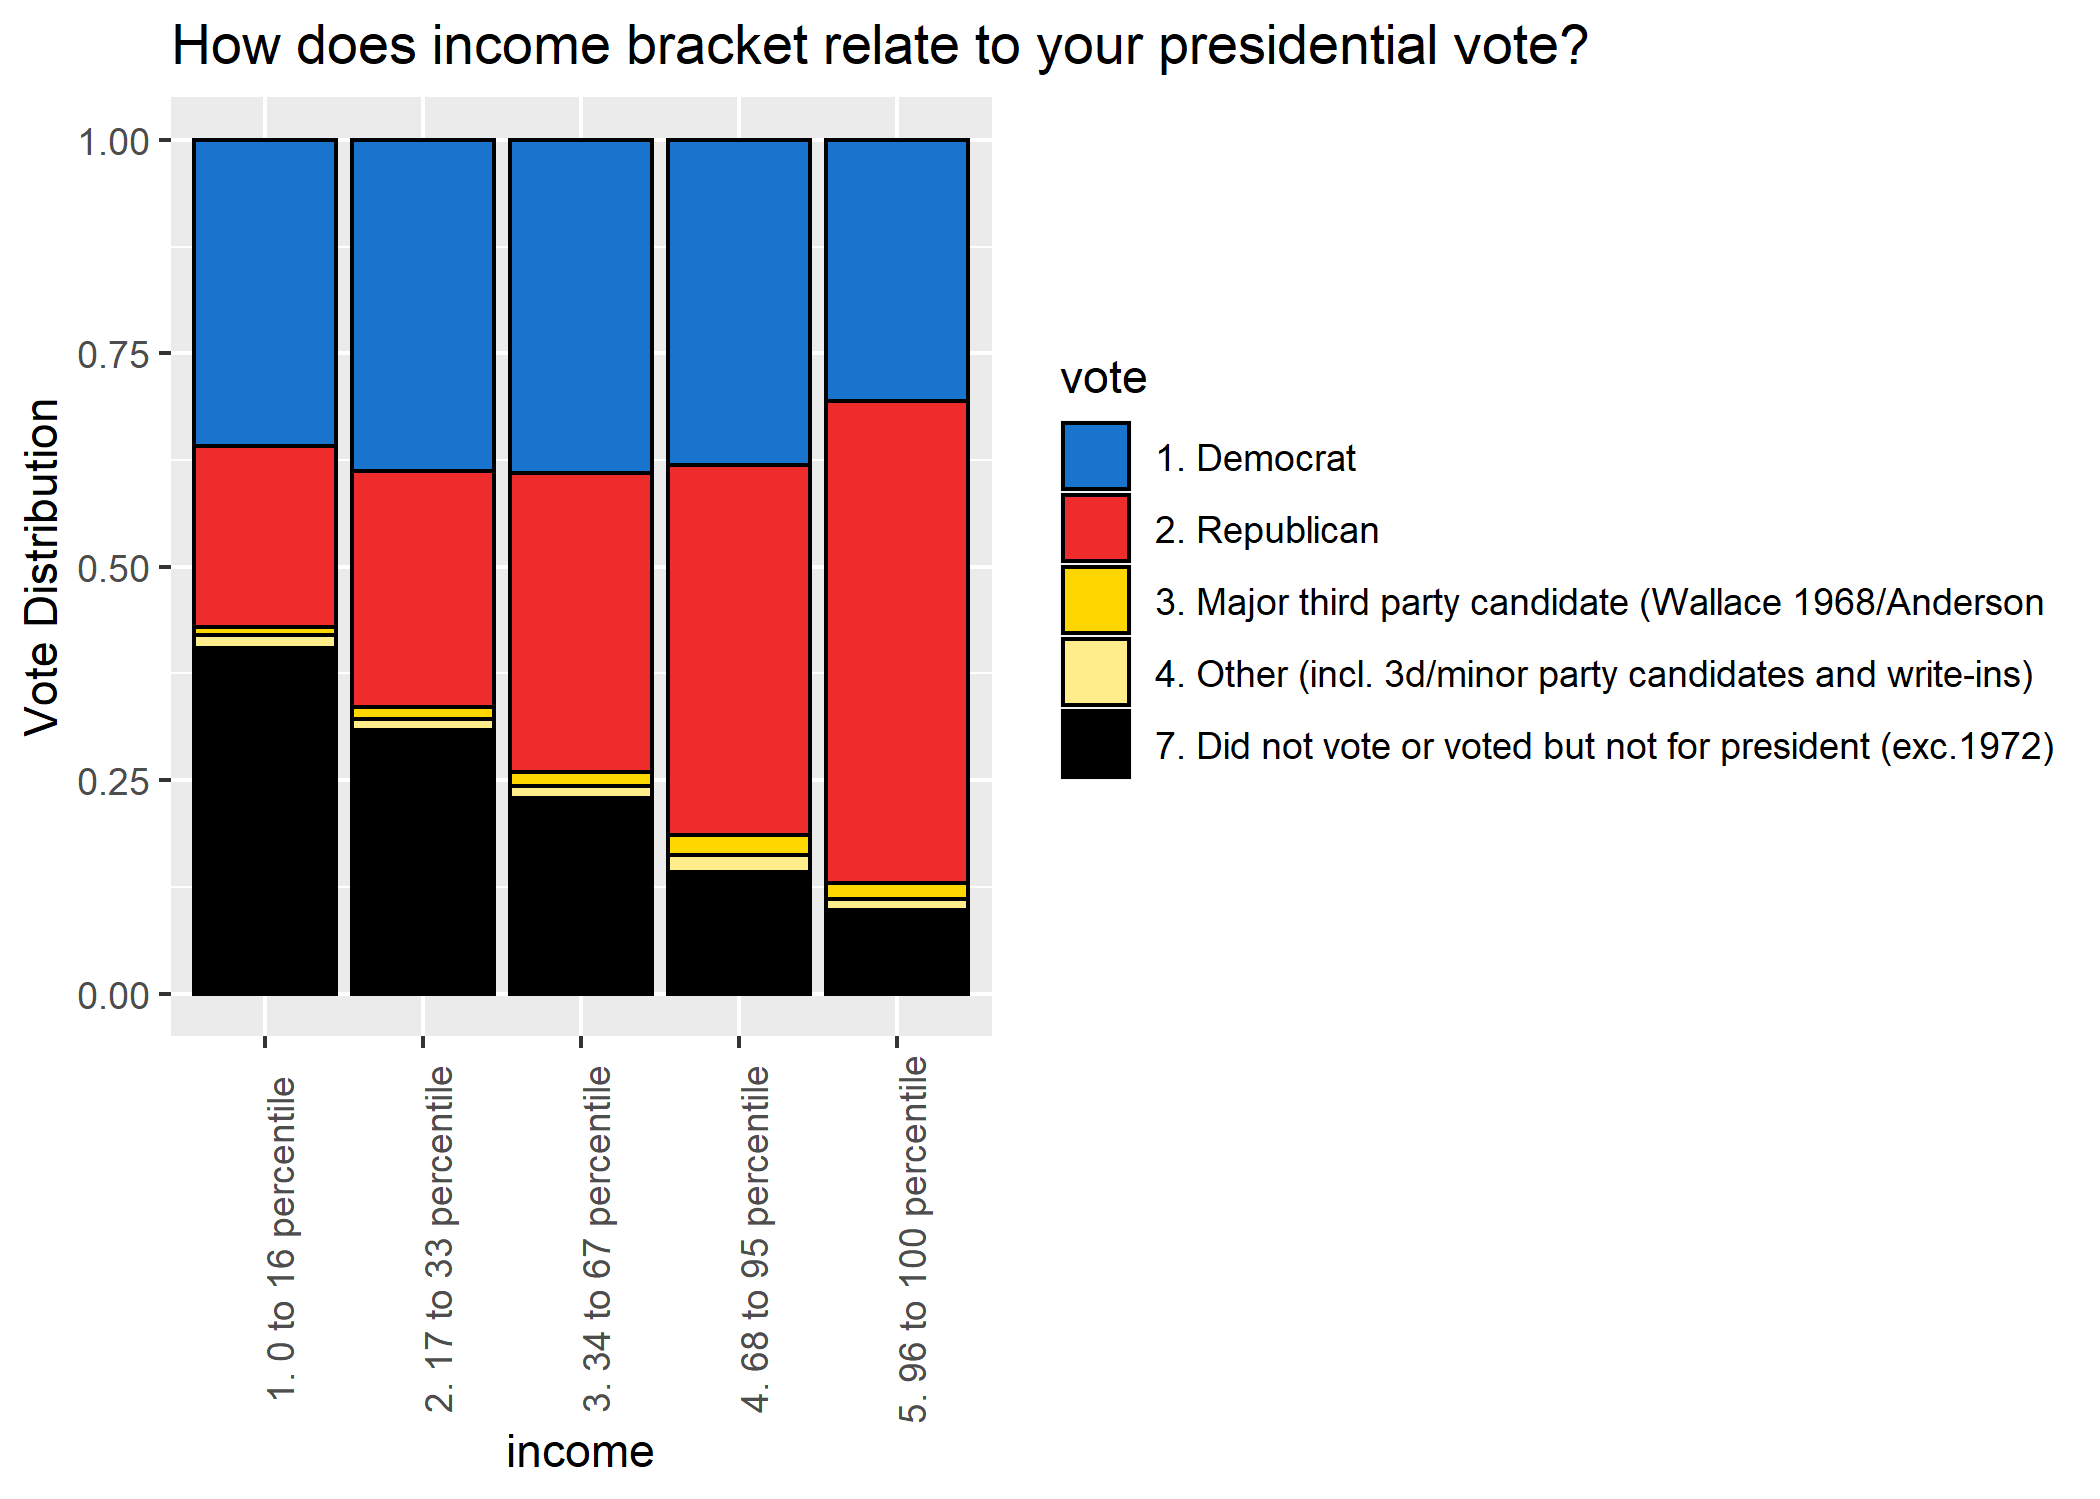 How does income bracket relate to your presidential vote?
Vote Distribution
1.00
0.75
0.50
0.25
0.00
1. 0 to 16 percentile
2. 17 to 33 percentile
3. 34 to 67 percentile
4. 68 to 95 percentile
5. 96 to 100 percentile
income
vote
1. Democrat
2. Republican
3. Major third party candidate (Wallace 1968/Anderson
4. Other (incl. 3d/minor party candidates and write-ins)
7. Did not vote or voted but not for president (exc.1972)